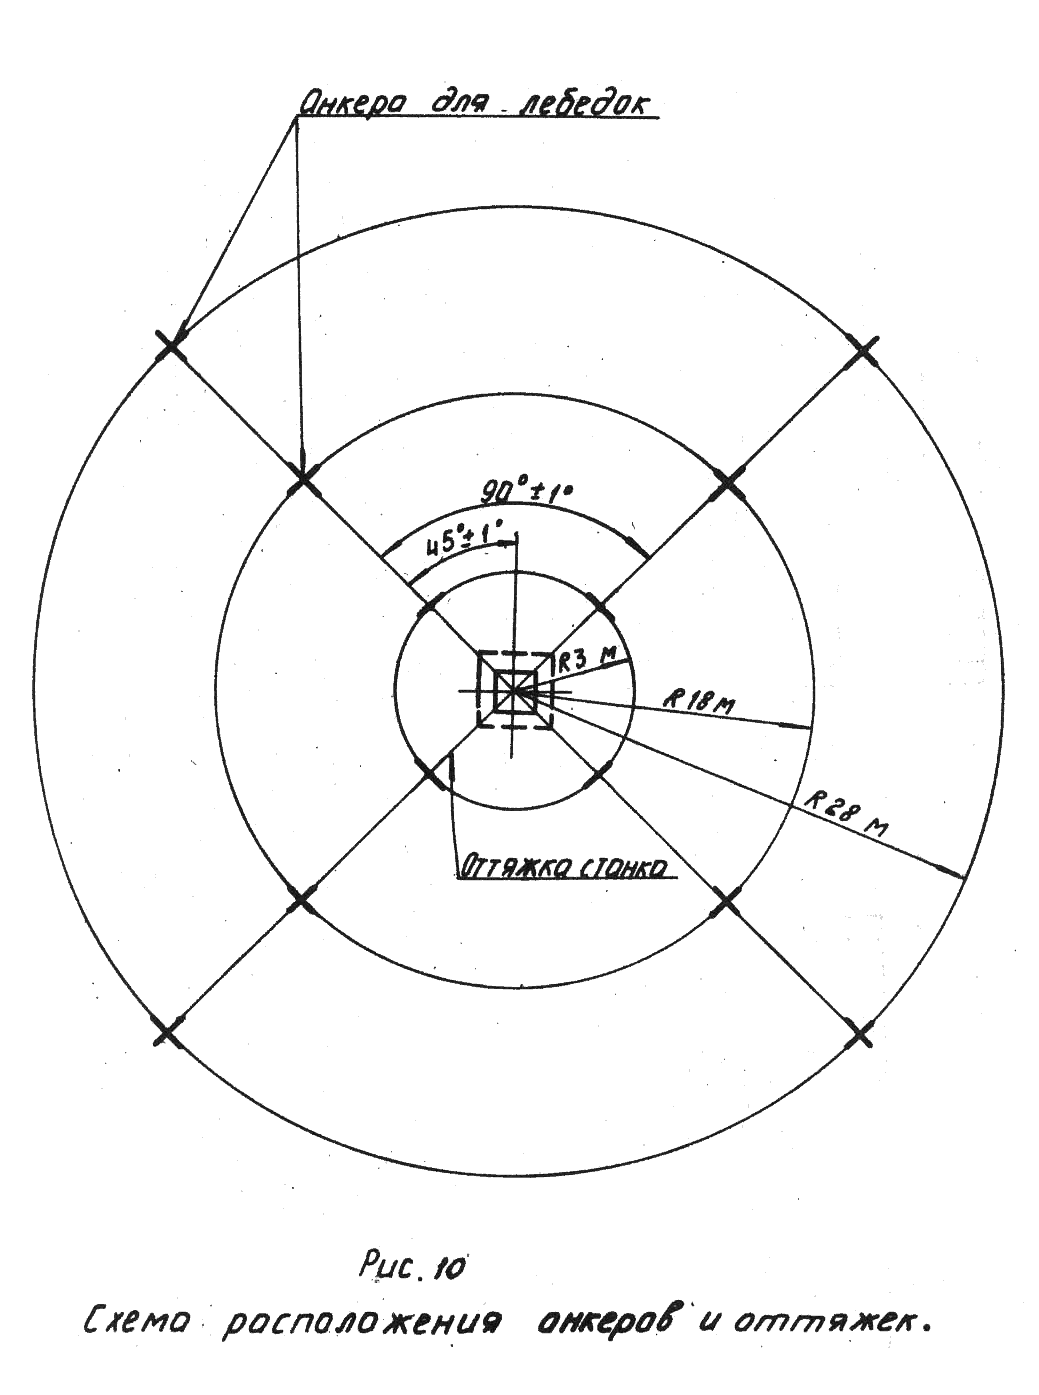 Анкера для лебедок
90°±1°
45°±1°
R3 м
R18 м
R28 м
Оттяжка станка
Рис. 10
Схема расположения анкеров и оттяжек.